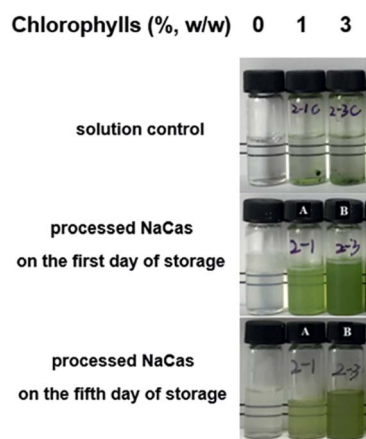 Chlorophylls (%, w/w) 0 1 3
solution control
2-1C 2-3C
processed NaCas
on the first day of storage
A B
2-1 2-3
processed NaCas
on the fifth day of storage
A B
2-1 2-3